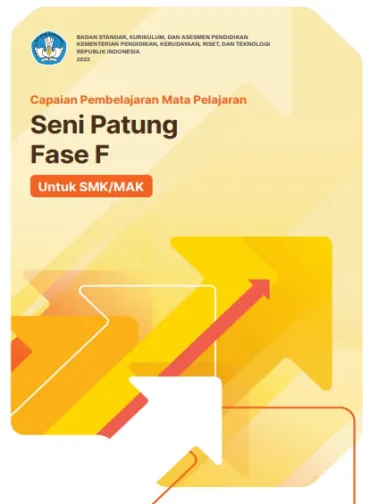 BADAN STANDAR, KURIKULUM, DAN ASESMEN PENDIDIKAN
KEMENTERIAN PENDIDIKAN, KEBUDAYAAN, RISET, DAN TEKNOLOGI
REPUBLIK INDONESIA
2022
Capaian Pembelajaran Mata Pelajaran
Seni Patung
Fase F
Untuk SMK/MAK